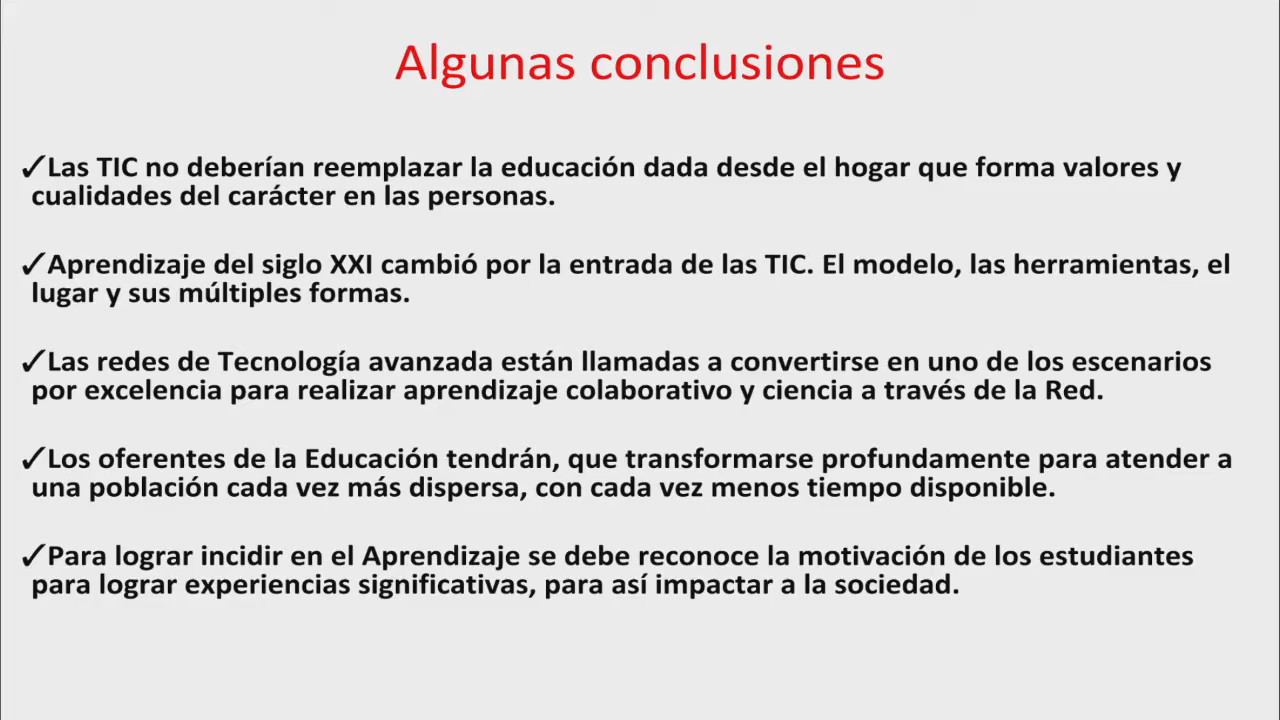 Algunas conclusiones
✓Las TIC no deberían reemplazar la educación dada desde el hogar que forma valores y
cualidades del carácter en las personas.
✓Aprendizaje del siglo XXI cambió por la entrada de las TIC. El modelo, las herramientas, el
lugar y sus múltiples formas.
✓Las redes de Tecnología avanzada están llamadas a convertirse en uno de los escenarios
por excelencia para realizar aprendizaje colaborativo y ciencia a través de la Red.
✓Los oferentes de la Educación tendrán, que transformarse profundamente para atender a
una población cada vez más dispersa, con cada vez menos tiempo disponible.
✓Para lograr incidir en el Aprendizaje se debe reconoce la motivación de los estudiantes
para lograr experiencias significativas, para así impactar a la sociedad.